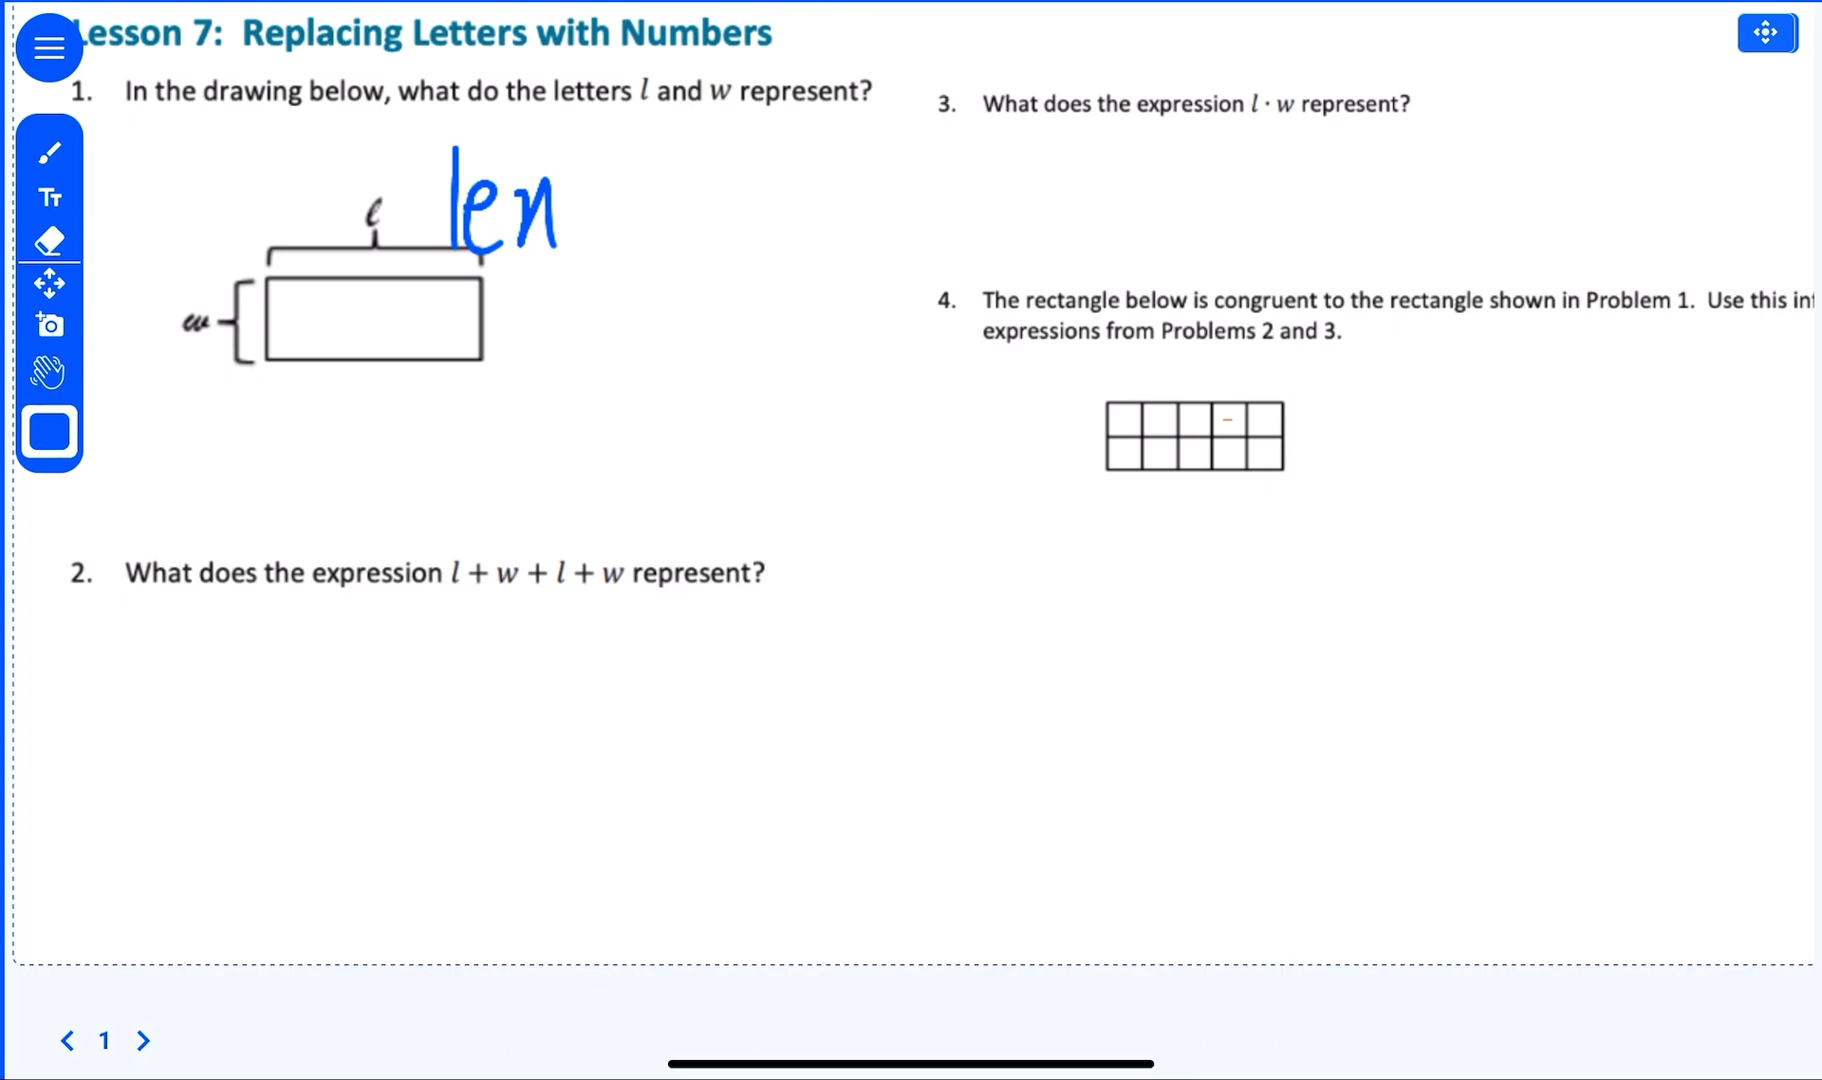 Lesson 7: Replacing Letters with Numbers
1. In the drawing below, what do the letters l and w represent?
l
len
w
2. What does the expression l + w + l + w represent?
3. What does the expression l · w represent?
4. The rectangle below is congruent to the rectangle shown in Problem 1. Use this
expressions from Problems 2 and 3.
TT
1